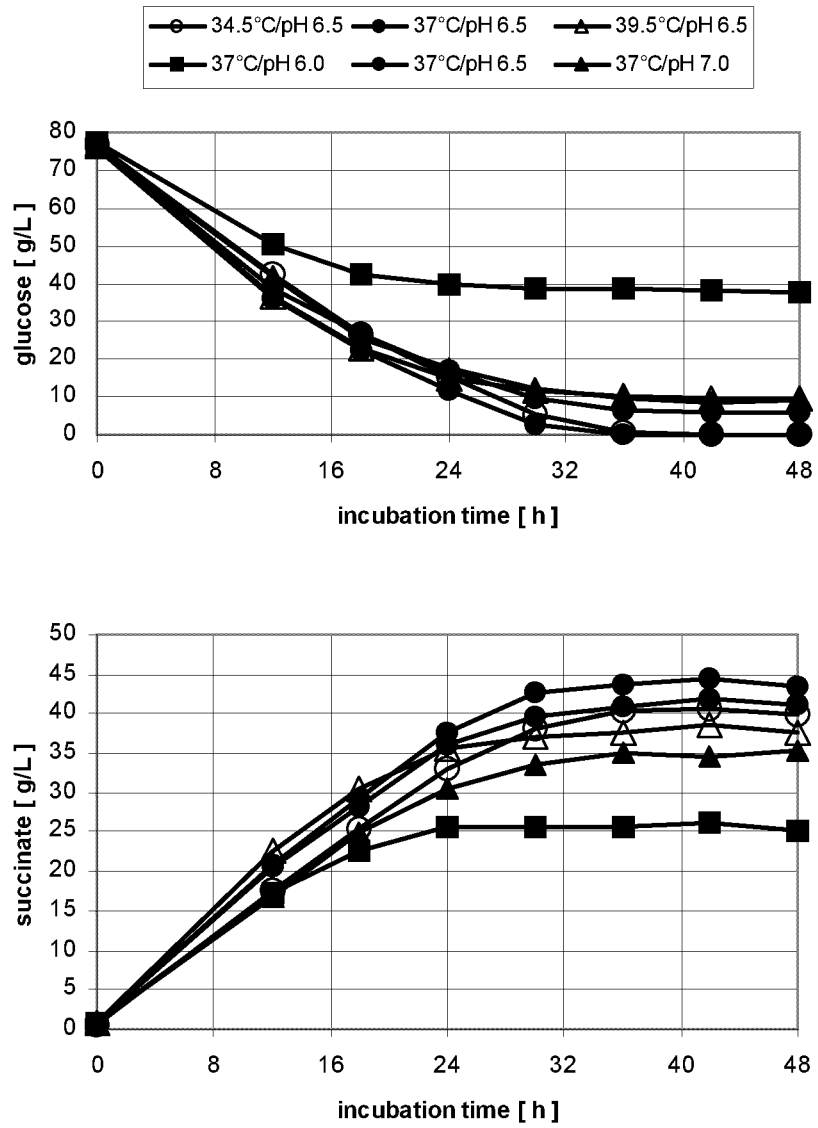 34.5°C/pH 6.5 37°C/pH 6.5 39.5°C/pH 6.5
37°C/pH 6.0 37°C/pH 6.5 37°C/pH 7.0
80
70
60
50
40
30
20
10
0
glucose [ g/L ]
0 8 16 24 32 40 48
incubation time [ h ]
50
45
40
35
30
25
20
15
10
5
0
succinate [ g/L ]
0 8 16 24 32 40 48
incubation time [ h ]